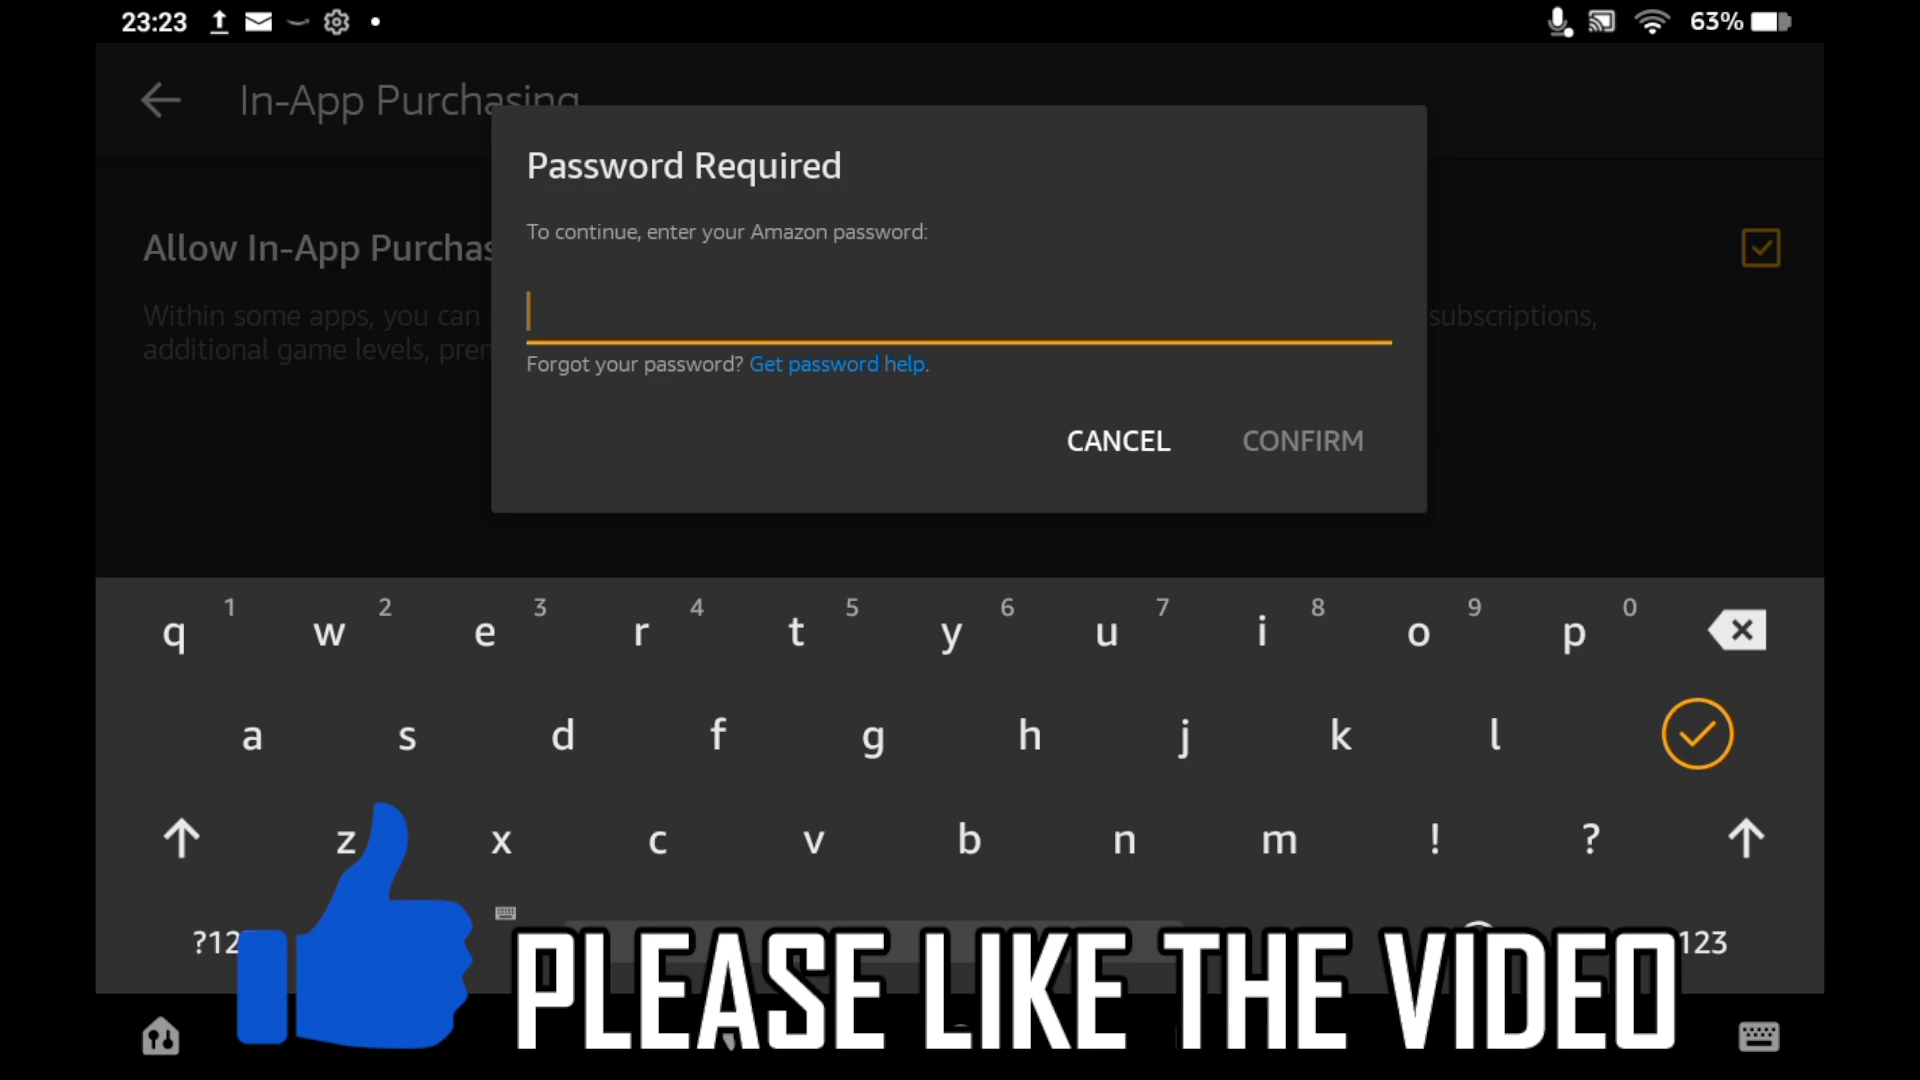 23:23
63%
In-App Purchasing
Password Required
To continue, enter your Amazon password:
Allow In-App Purchas
Within some apps, you can
subscriptions,
additional game levels, prem
Forgot your password? Get password help.
CANCEL CONFIRM
1 2 3 4 5 6 7 8 9 0
q w e r t y u i o p
a s d f g h j k l
z x c v b n m ! ?
?12
123
PLEASE LIKE THE VIDEO